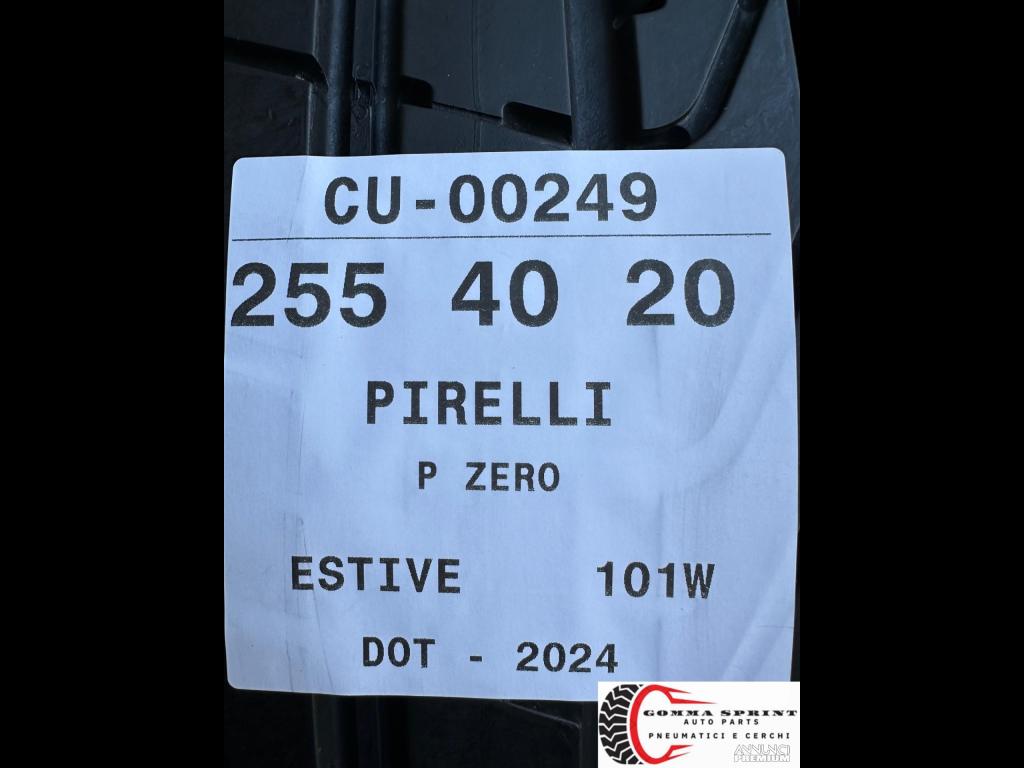 CU-00249
255 40 20
PIRELLI
P ZERO
ESTIVE 101W
DOT - 2024
GOMMA SPRINT
AUTO PARTS
PNEUMATICI E CERCHI
ANNUNCI
PREMIUM